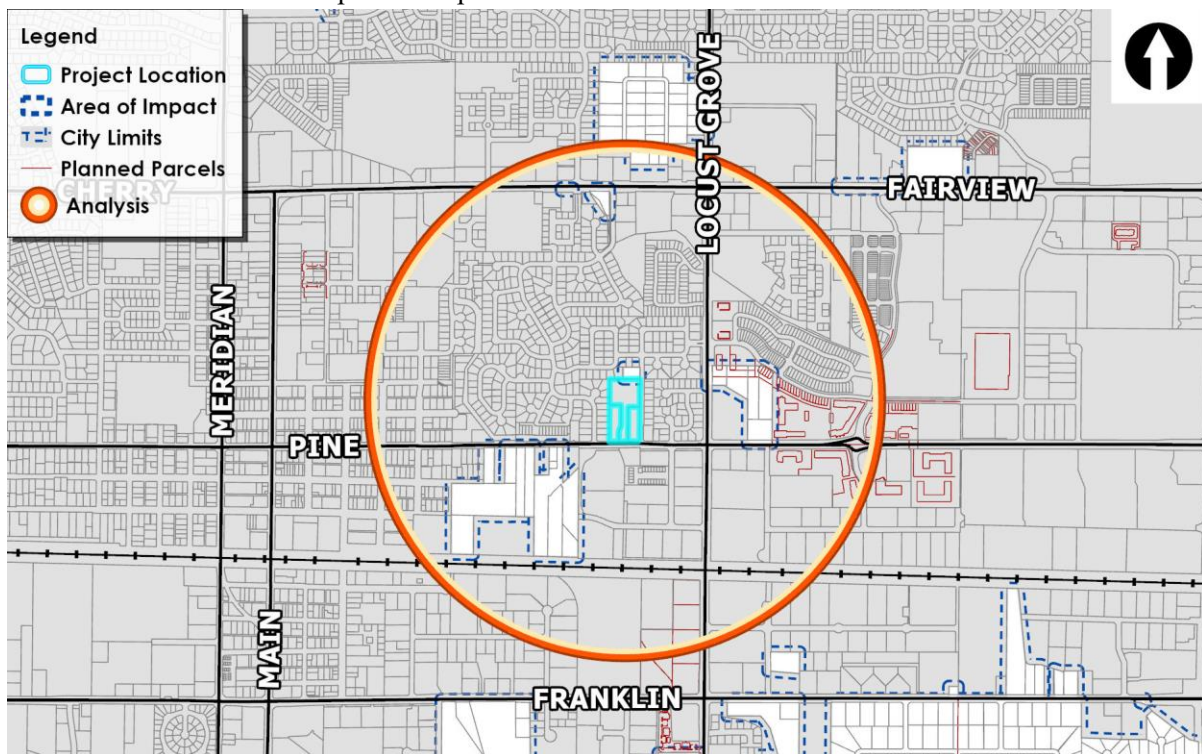 Legend
Project Location
Area of Impact
City Limits
Planned Parcels
Analysis
CHERRY
MERIDIAN
LOCUST GROVE
FAIRVIEW
PINE
MAIN
FRANKLIN